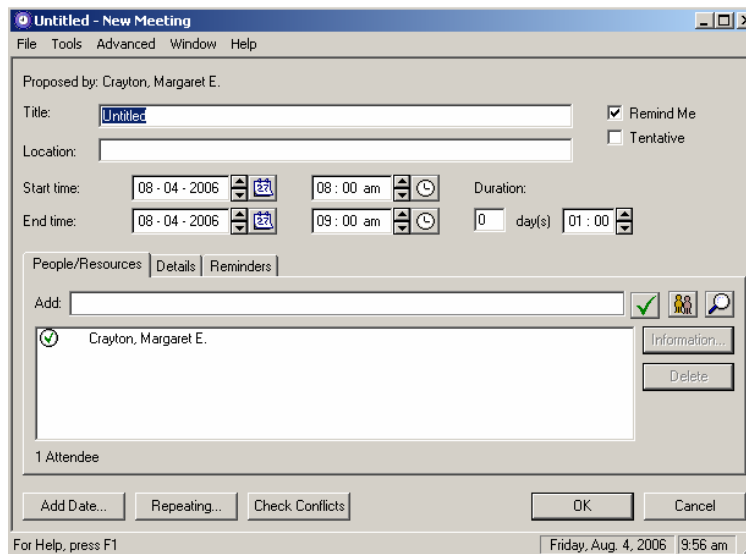 Untitled - New Meeting
File Tools Advanced Window Help
Proposed by: Crayton, Margaret E.
Title: Untitled
Remind Me
Tentative
Location:
Start time: 08 - 04 - 2006 27 08 : 00 am Duration:
End time: 08 - 04 - 2006 27 09 : 00 am 0 day(s) 01 : 00
People/Resources Details Reminders
Add:
Crayton, Margaret E.
Information...
Delete
1 Attendee
Add Date... Repeating... Check Conflicts OK Cancel
For Help, press F1 Friday, Aug. 4, 2006 9:56 am